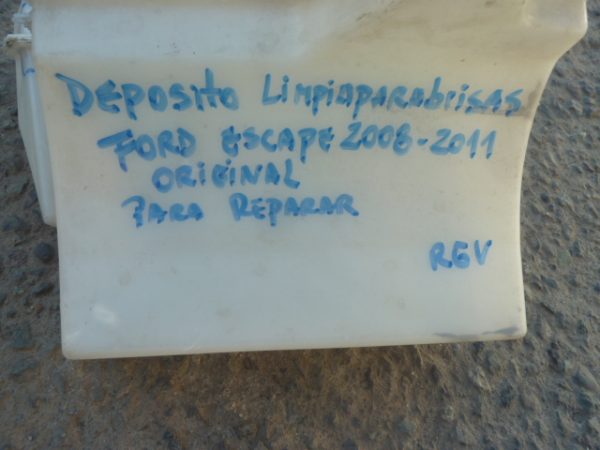 DEPOSITO LIMPIAPARABRISAS
FORD ESCAPE 2008-2011
ORIGINAL
PARA REPARAR
RGV